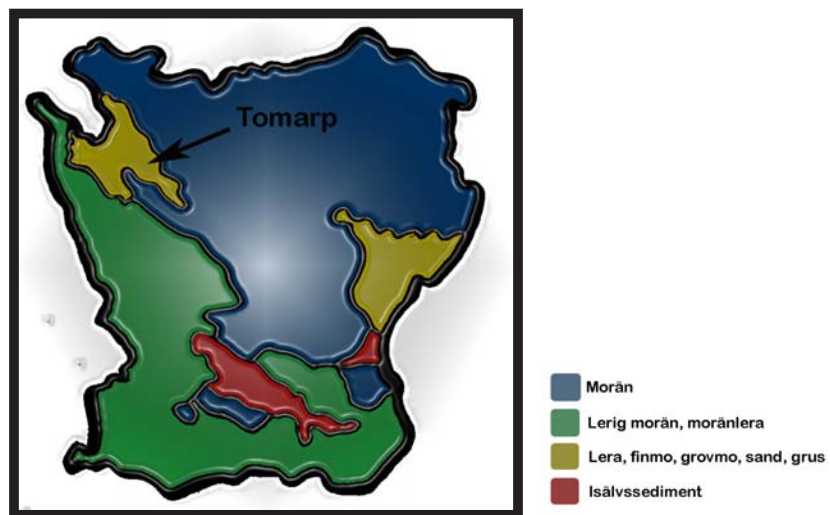 Tomarp
Morän
Lerig morän, moränlera
Lera, finmo, grovmo, sand, grus
Isälvssediment